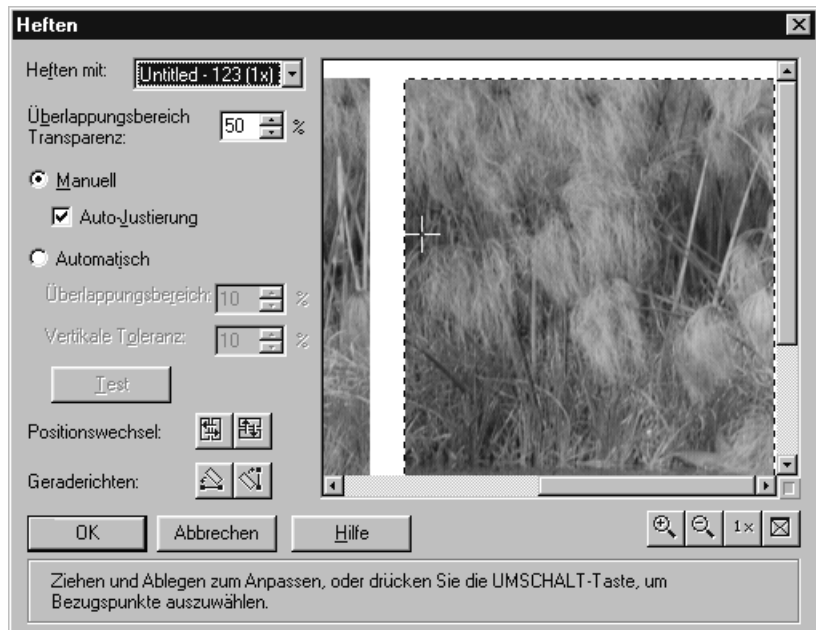 Heften
Heften mit: Untitled - 123 (1x)
Überlappungsbereich
Transparenz: 50 %
Manuell
Auto-Justierung
Automatisch
Überlappungsbereich: 10 %
Vertikale Toleranz: 10 %
Test
Positionswechsel:
Geraderichten:
OK Abbrechen Hilfe 1x
Ziehen und Ablegen zum Anpassen, oder drücken Sie die UMSCHALT-Taste, um
Bezugspunkte auszuwählen.